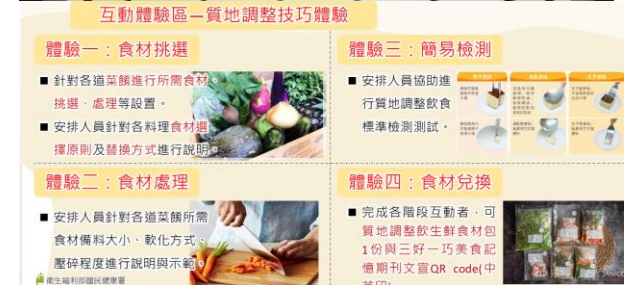 互動體驗區—質地調整技巧體驗
體驗一：食材挑選
■ 針對各道菜餚進行所需食材、
挑選、處理等設置。
■ 安排人員針對各料理食材選
擇原則及替換方式進行說明。
體驗二：食材處理
■ 安排人員針對各道菜餚所需
食材備料大小、軟化方式、
壓碎程度進行說明與示範。
衛生福利部國民健康署
體驗三：簡易檢測
■ 安排人員協助進
行質地調整飲食
標準檢測測試。
體驗四：食材兌換
■ 完成各階段互動者，可
質地調整飲生鮮食材包
1份與三好一巧美食記
憶期刊文宣QR code(中